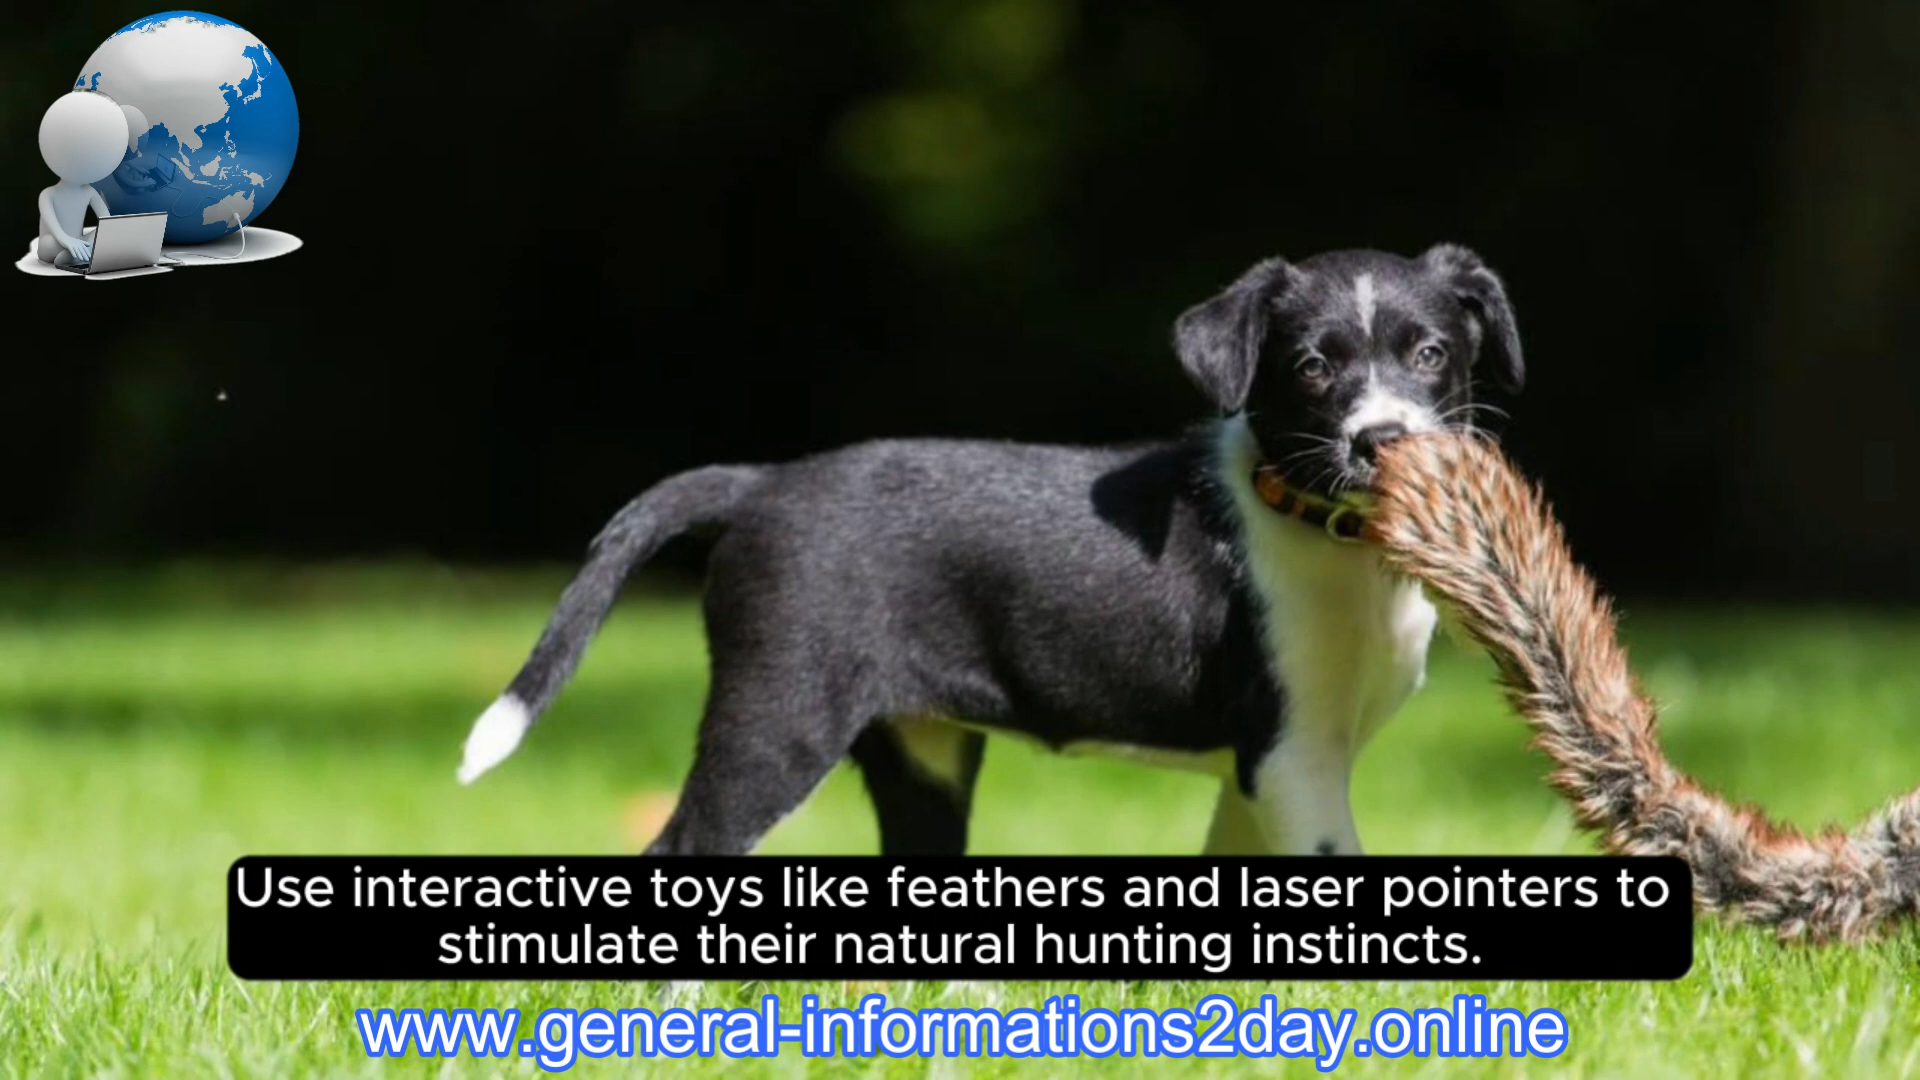 Use interactive toys like feathers and laser pointers to
stimulate their natural hunting instincts.
www.general-informations2day.online